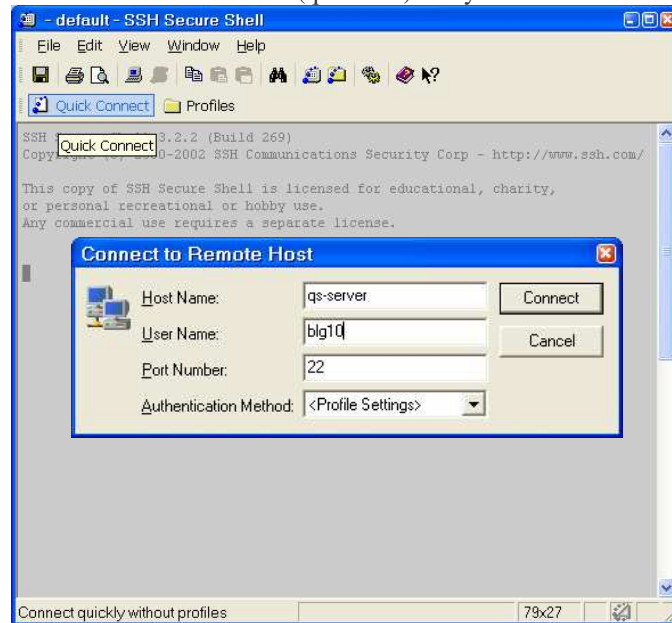 - default - SSH Secure Shell
File Edit View Window Help
Quick Connect Profiles
SSH 3.2.2 (Build 269)
Quick Connect
-2002 SSH Communications Security Corp - http://www.ssh.com/
This copy of SSH Secure Shell is licensed for educational, charity,
or personal recreational or hobby use.
Any commercial use requires a separate license.
Connect to Remote Host
Host Name: qs-server Connect
User Name: blg10 Cancel
Port Number: 22
Authentication Method: <Profile Settings>
Connect quickly without profiles 79x27